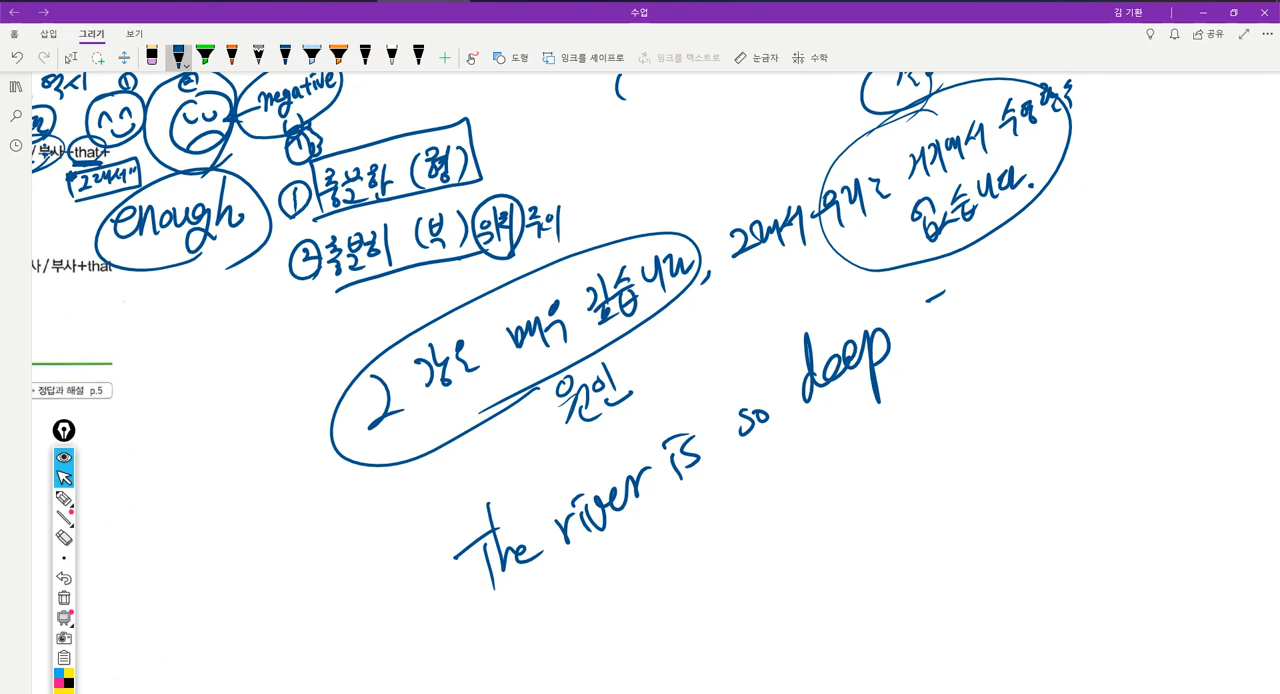 수업
김 기환
홈 삽입 그리기 보기
공유
도형 잉크를 셰이프로 잉크를 텍스트로 눈금자 수학
역시 ① ②
negative
/ 부사+that+
"그래서"
enough
① 충분한 (형)
② 충분히 (부) 위치 주의
사/부사+that
그래서 우리는 거기에서 수영할 수
없습니다.
그 강은 매우 깊습니다,
원인
정답과 해설 p.5
The river is so deep